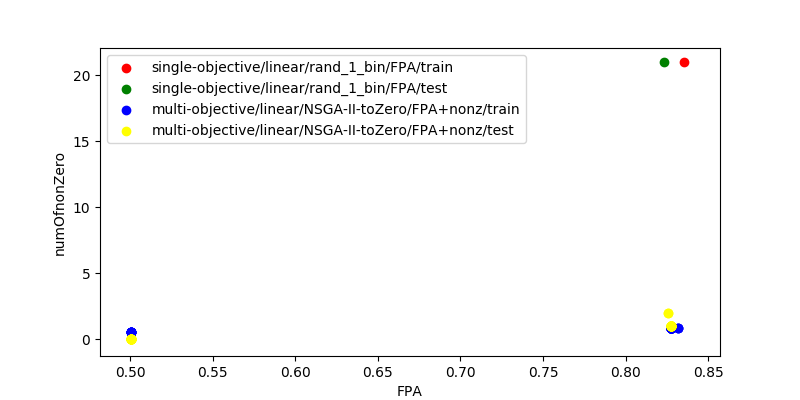 single-objective/linear/rand_1_bin/FPA/train
single-objective/linear/rand_1_bin/FPA/test
multi-objective/linear/NSGA-II-toZero/FPA+nonz/train
multi-objective/linear/NSGA-II-toZero/FPA+nonz/test
numOfnonZero
20
15
10
5
0
0.50 0.55 0.60 0.65 0.70 0.75 0.80 0.85
FPA